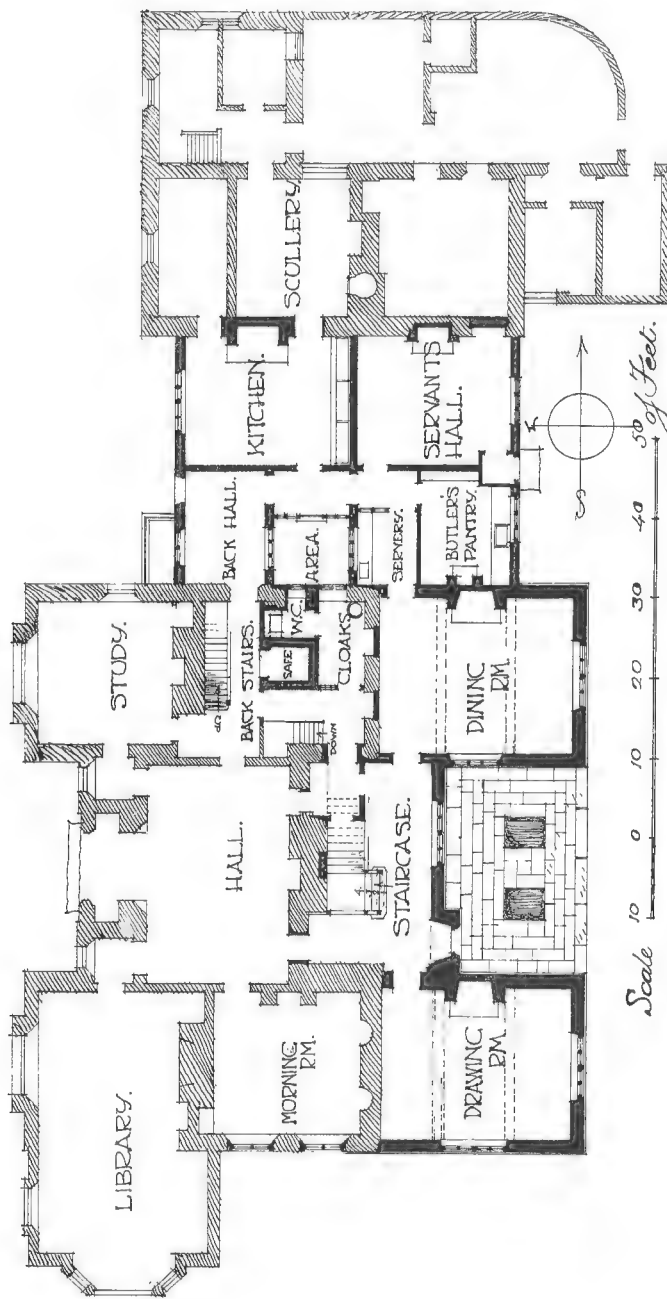 LIBRARY.
MORNING
RM.
DRAWING
RM.
HALL.
STAIRCASE.
STUDY.
UP
BACK STAIRS.
DOWN
SAFE
W.C.
CLOAKS.
DINING
RM.
BACK HALL.
AREA.
SERVERY.
BUTLER'S
PANTRY.
KITCHEN.
SERVANTS
HALL.
SCULLERY.
S
Scale 10 0 10 20 30 40 50 of Feet.